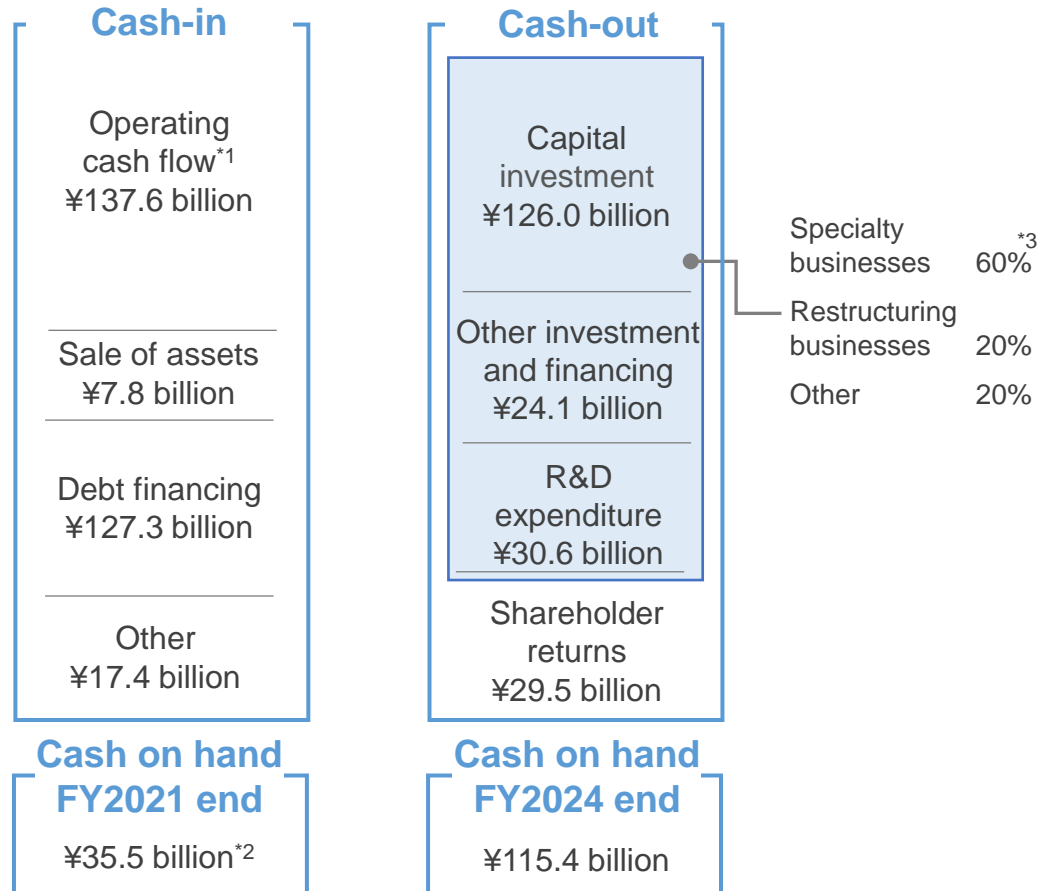 Cash-in
Operating
cash flow*1
¥137.6 billion
Sale of assets
¥7.8 billion
Debt financing
¥127.3 billion
Other
¥17.4 billion
Cash on hand
FY2021 end
¥35.5 billion*2
Cash-out
Capital
investment
¥126.0 billion
Other investment
and financing
¥24.1 billion
R&D
expenditure
¥30.6 billion
Shareholder
returns
¥29.5 billion
Cash on hand
FY2024 end
¥115.4 billion
Specialty
businesses 60%*3
Restructuring
businesses 20%
Other 20%